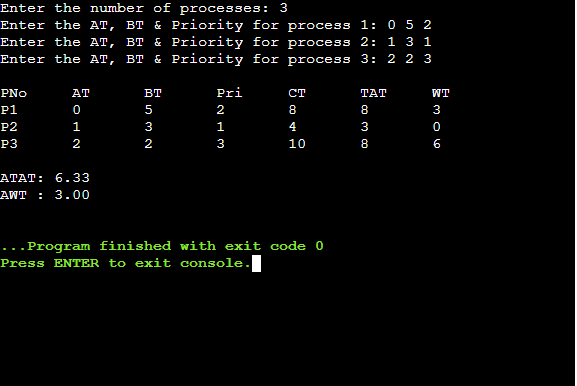 Enter the number of processes: 3
Enter the AT, BT & Priority for process 1: 0 5 2
Enter the AT, BT & Priority for process 2: 1 3 1
Enter the AT, BT & Priority for process 3: 2 2 3
PNo AT BT Pri CT TAT WT
P1 0 5 2 8 8 3
P2 1 3 1 4 3 0
P3 2 2 3 10 8 6
ATAT: 6.33
AWT : 3.00
...Program finished with exit code 0
Press ENTER to exit console.